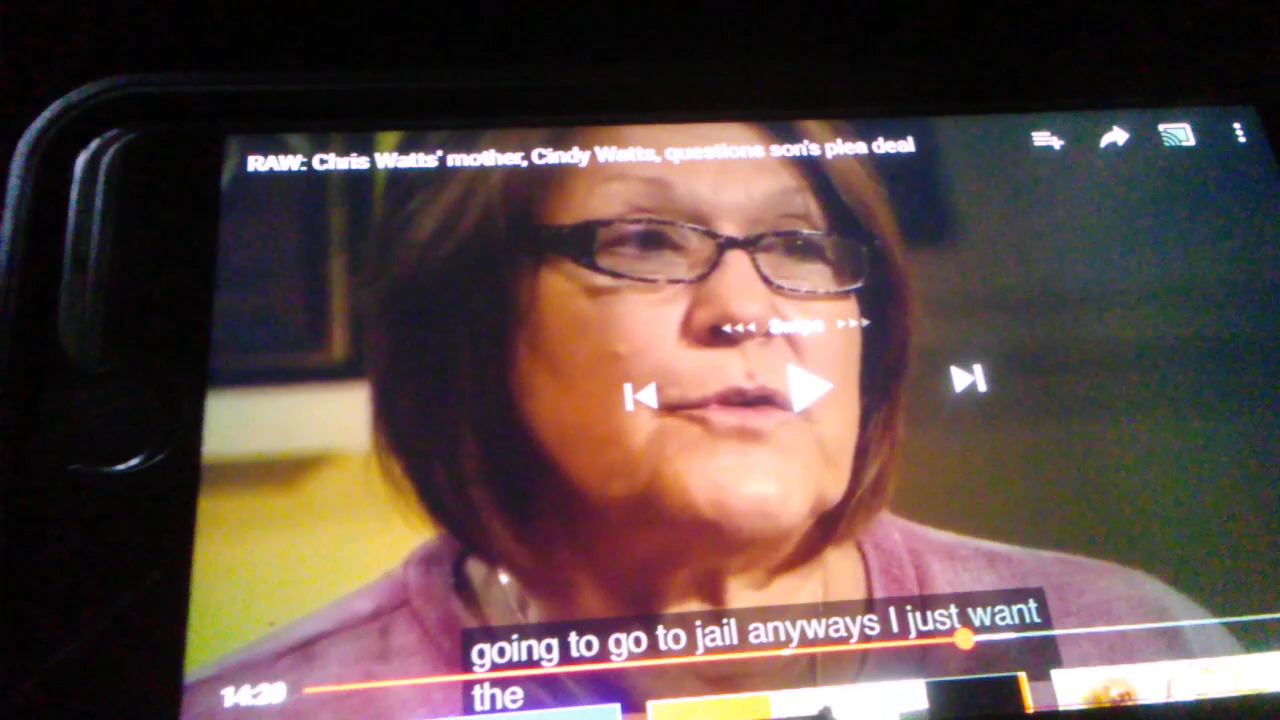 RAW: Chris Watts' mother, Cindy Watts, questions son's plea deal
Swipe
going to go to jail anyways I just want
the
14:29